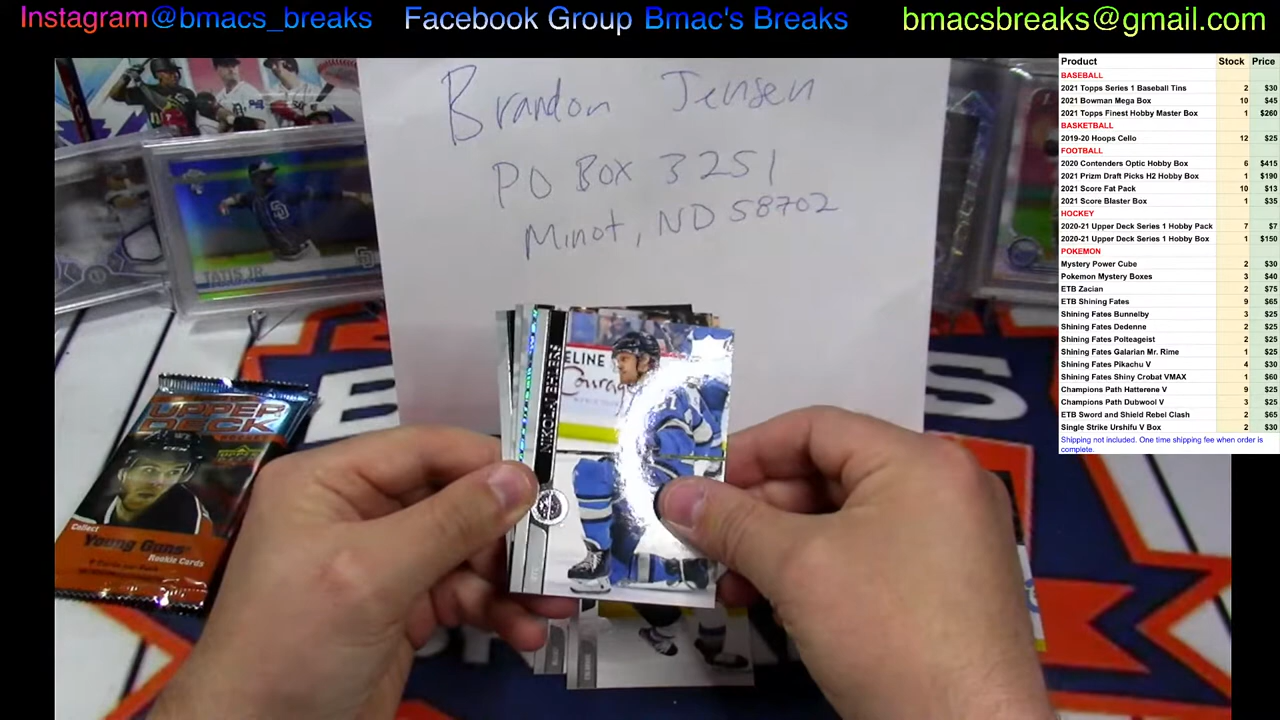 Instagram@bmacs_breaks Facebook Group Bmac's Breaks bmacsbreaks@gmail.com
Brandon Jensen
PO Box 3251
Minot, ND 58702
TATIS JR.
ELINE
Courag
NIKOLAJ EHLERS
UPPER
DECK
Collect
Young Guns
Rookie Cards
Product Stock Price
BASEBALL
2021 Topps Series 1 Baseball Tins 2 $30
2021 Bowman Mega Box 10 $45
2021 Topps Finest Hobby Master Box 1 $260
BASKETBALL
2019-20 Hoops Cello 12 $25
FOOTBALL
2020 Contenders Optic Hobby Box 6 $415
2021 Prizm Draft Picks H2 Hobby Box 1 $190
2021 Score Fat Pack 10 $13
2021 Score Blaster Box 1 $35
HOCKEY
2020-21 Upper Deck Series 1 Hobby Pack 7 $7
2020-21 Upper Deck Series 1 Hobby Box 1 $150
POKEMON
Mystery Power Cube 2 $30
Pokemon Mystery Boxes 3 $40
ETB Zacian 2 $75
ETB Shining Fates 9 $65
Shining Fates Bunnelby 3 $25
Shining Fates Dedenne 2 $25
Shining Fates Polteageist 2 $25
Shining Fates Galarian Mr. Rime 1 $25
Shining Fates Pikachu V 4 $30
Shining Fates Shiny Crobat VMAX 1 $60
Champions Path Hatterene V 9 $25
Champions Path Dubwool V 3 $25
ETB Sword and Shield Rebel Clash 2 $65
Single Strike Urshifu V Box 2 $30
Shipping not included. One time shipping fee when order is
complete.